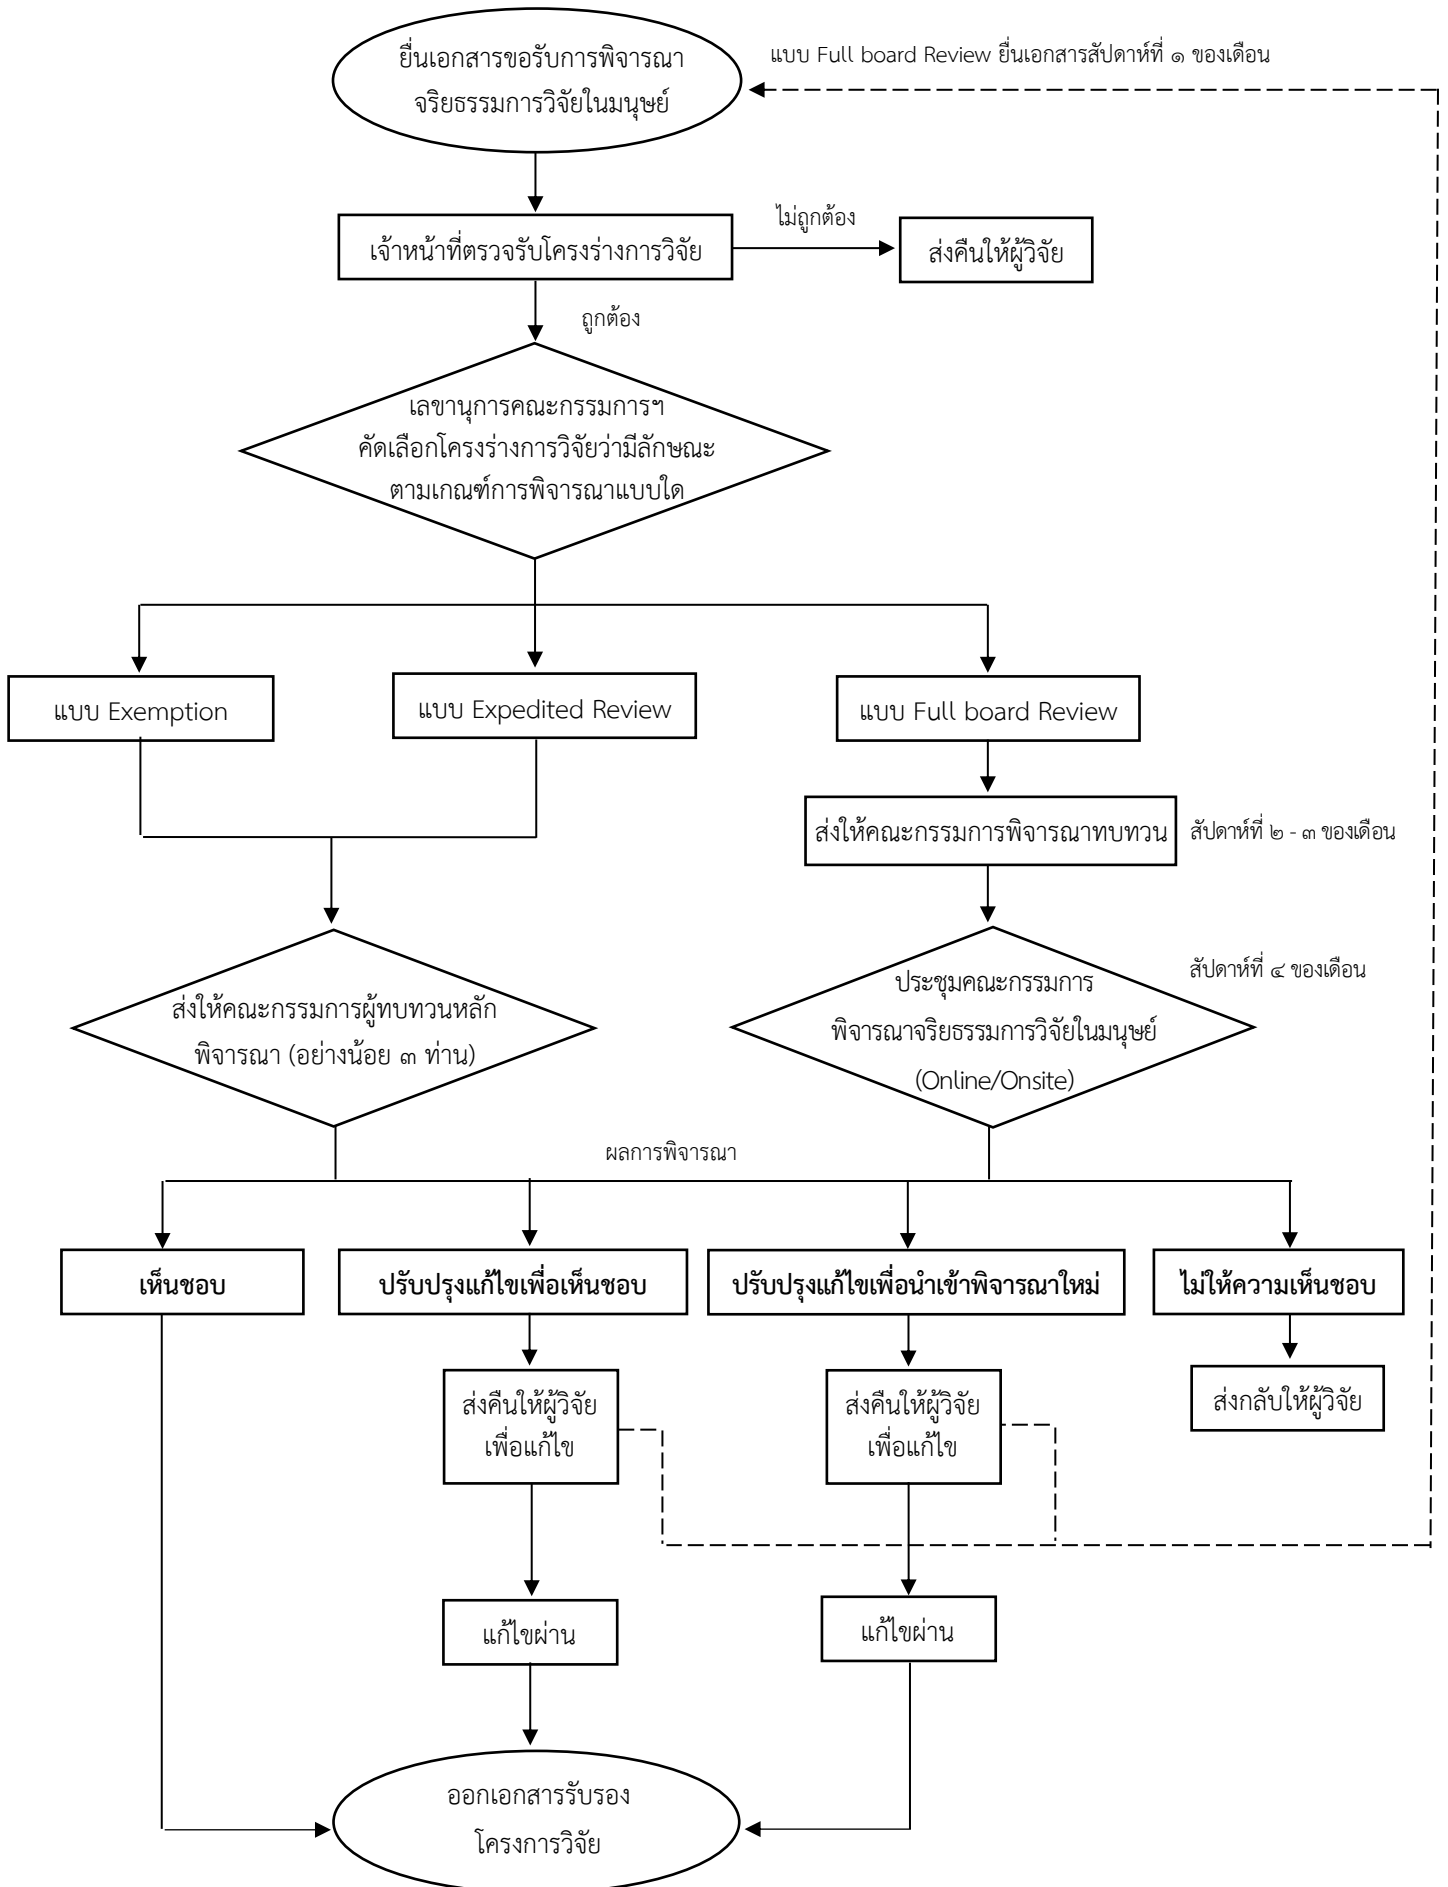 ยื่นเอกสารขอรับการพิจารณา
จริยธรรมการวิจัยในมนุษย์
แบบ Full board Review ยื่นเอกสารสัปดาห์ที่ ๑ ของเดือน
เจ้าหน้าที่ตรวจรับโครงร่างการวิจัย
ไม่ถูกต้อง
ส่งคืนให้ผู้วิจัย
ถูกต้อง
เลขานุการคณะกรรมการฯ
คัดเลือกโครงร่างการวิจัยว่ามีลักษณะ
ตามเกณฑ์การพิจารณาแบบใด
แบบ Exemption
แบบ Expedited Review
แบบ Full board Review
ส่งให้คณะกรรมการพิจารณาทบทวน
สัปดาห์ที่ ๒ - ๓ ของเดือน
ส่งให้คณะกรรมการผู้ทบทวนหลัก
พิจารณา (อย่างน้อย ๓ ท่าน)
ประชุมคณะกรรมการ
พิจารณาจริยธรรมการวิจัยในมนุษย์
(Online/Onsite)
สัปดาห์ที่ ๔ ของเดือน
ผลการพิจารณา
เห็นชอบ
ปรับปรุงแก้ไขเพื่อเห็นชอบ
ปรับปรุงแก้ไขเพื่อนำเข้าพิจารณาใหม่
ไม่ให้ความเห็นชอบ
ส่งคืนให้ผู้วิจัย
เพื่อแก้ไข
ส่งคืนให้ผู้วิจัย
เพื่อแก้ไข
ส่งกลับให้ผู้วิจัย
แก้ไขผ่าน
แก้ไขผ่าน
ออกเอกสารรับรอง
โครงการวิจัย